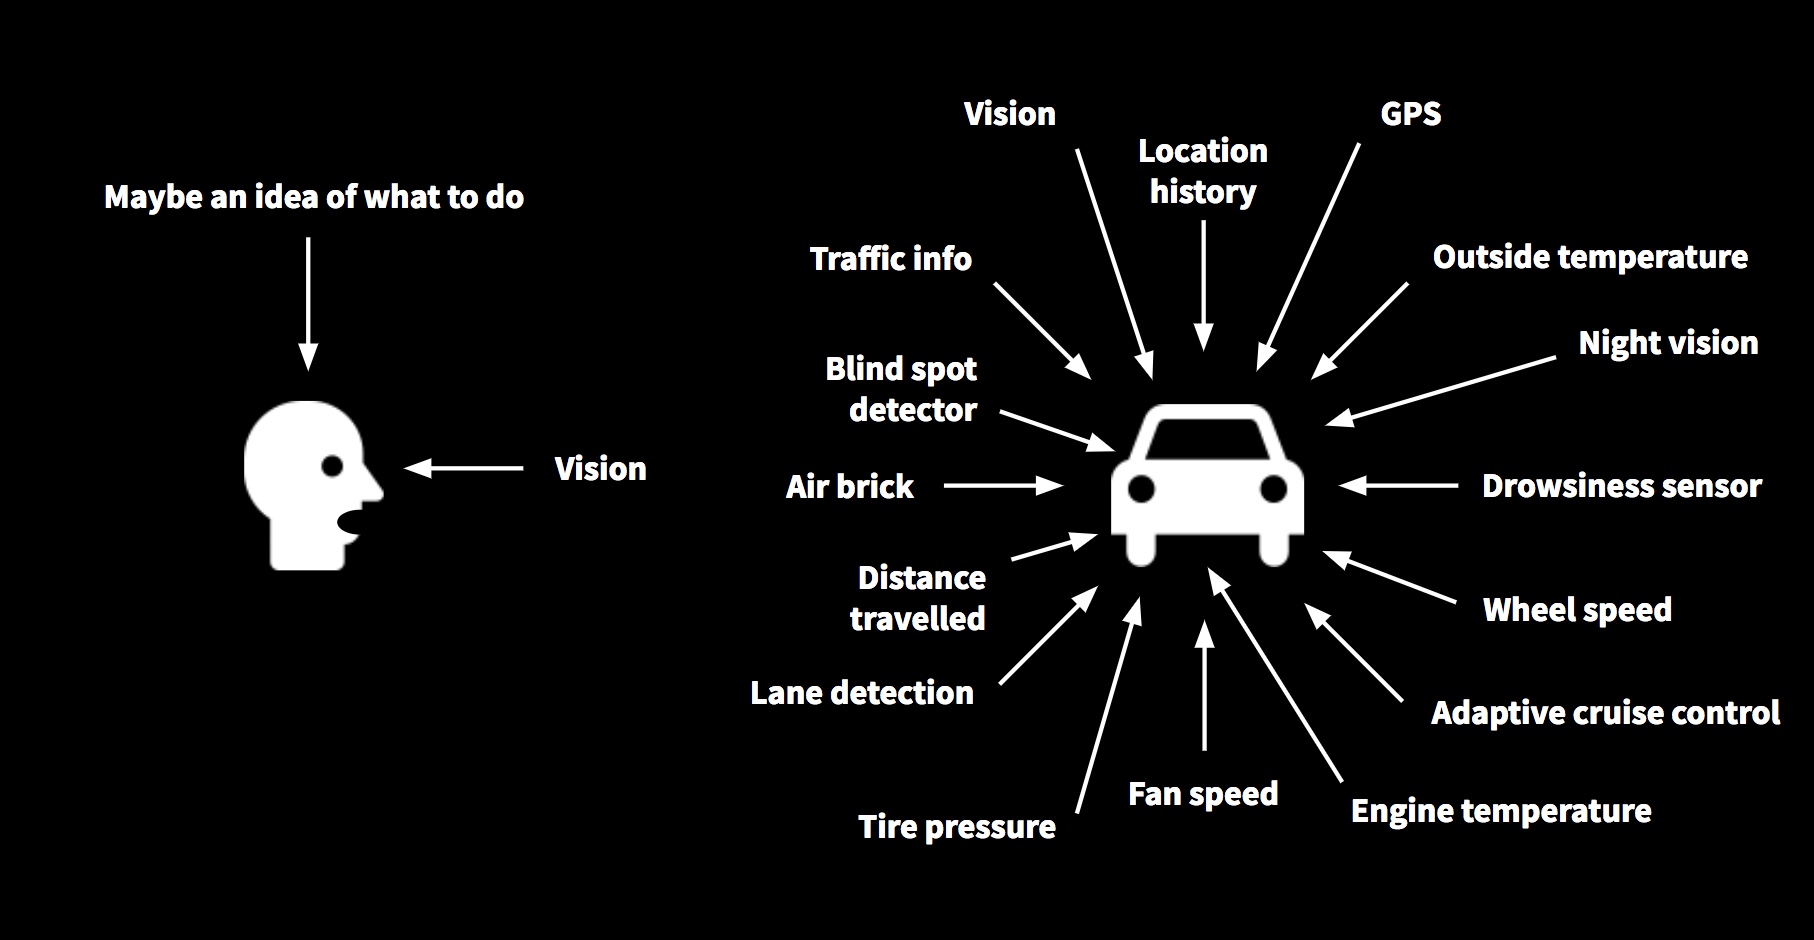 Maybe an idea of what to do
Vision
Vision
Location
history
GPS
Traffic info
Outside temperature
Blind spot
detector
Night vision
Air brick
Drowsiness sensor
Distance
travelled
Wheel speed
Lane detection
Adaptive cruise control
Tire pressure
Fan speed
Engine temperature